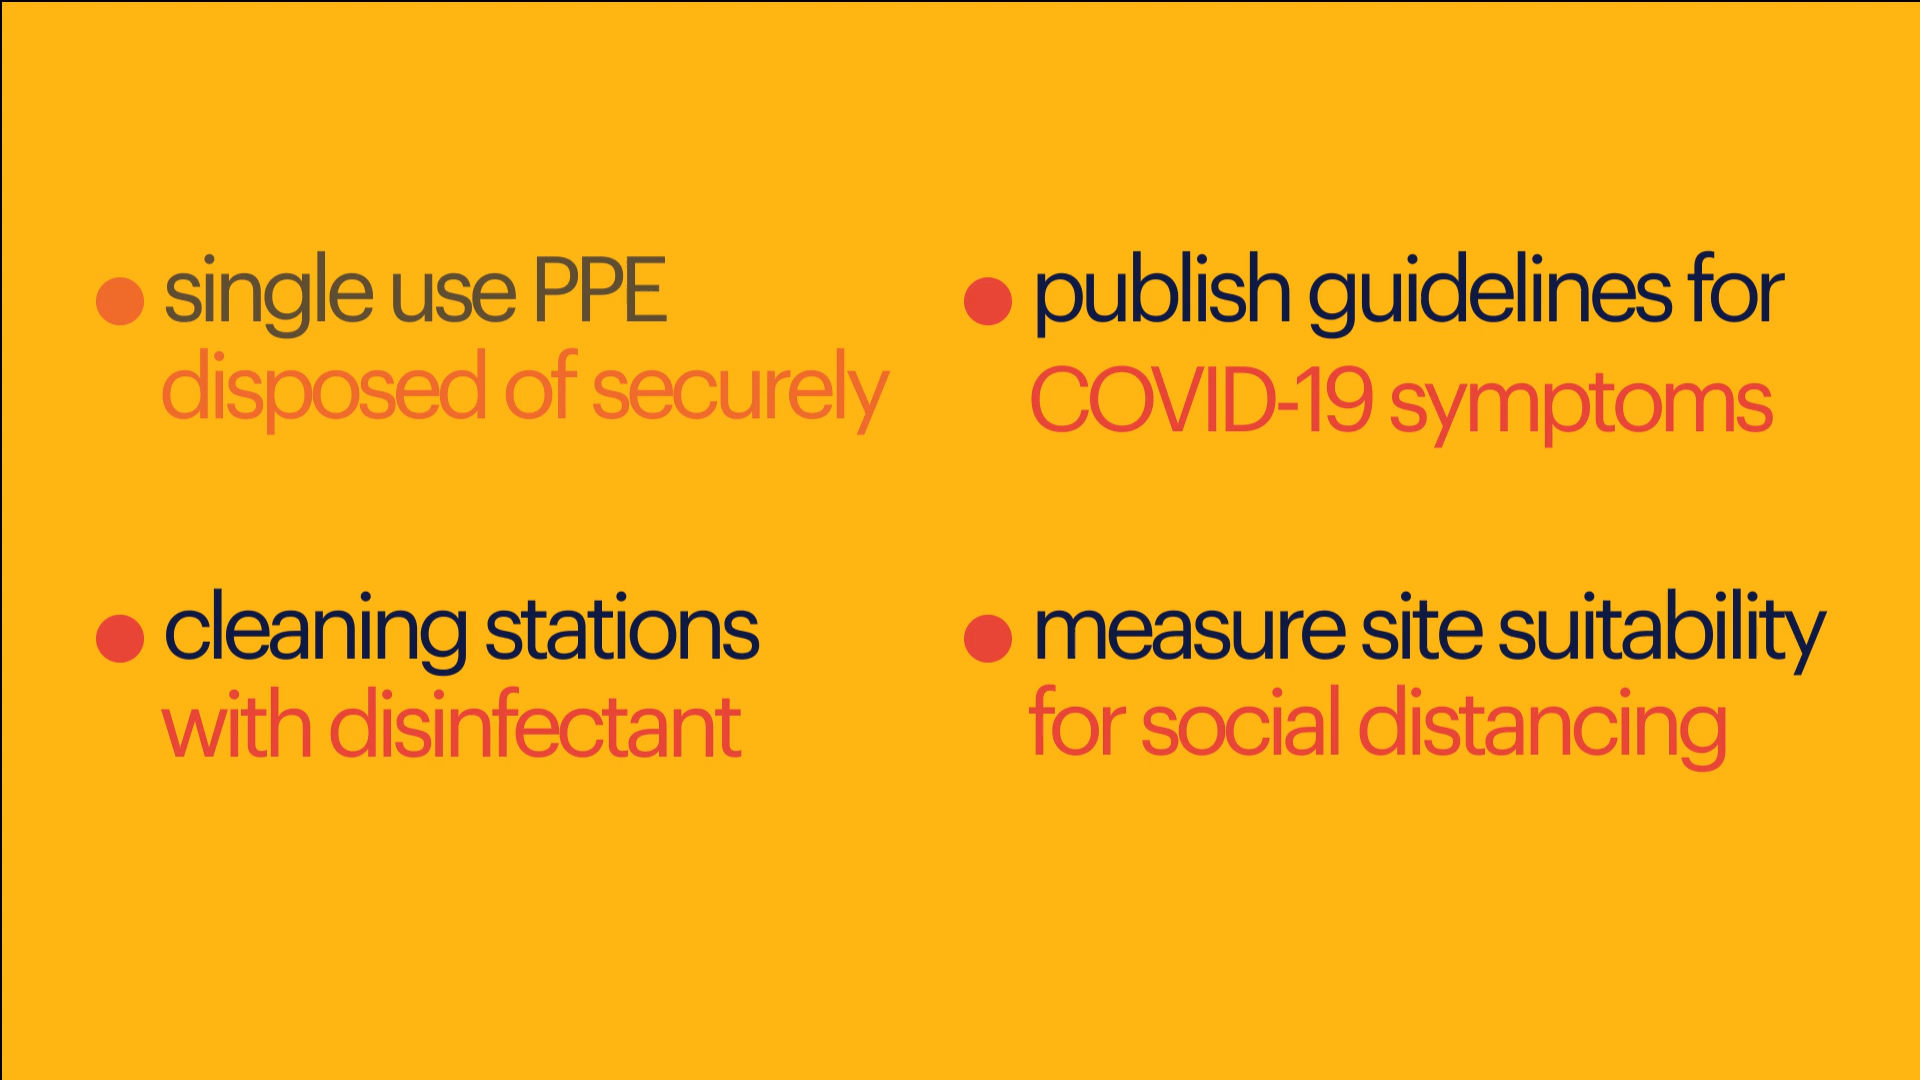 single use PPE
disposed of securely
publish guidelines for
COVID-19 symptoms
cleaning stations
with disinfectant
measure site suitability
for social distancing